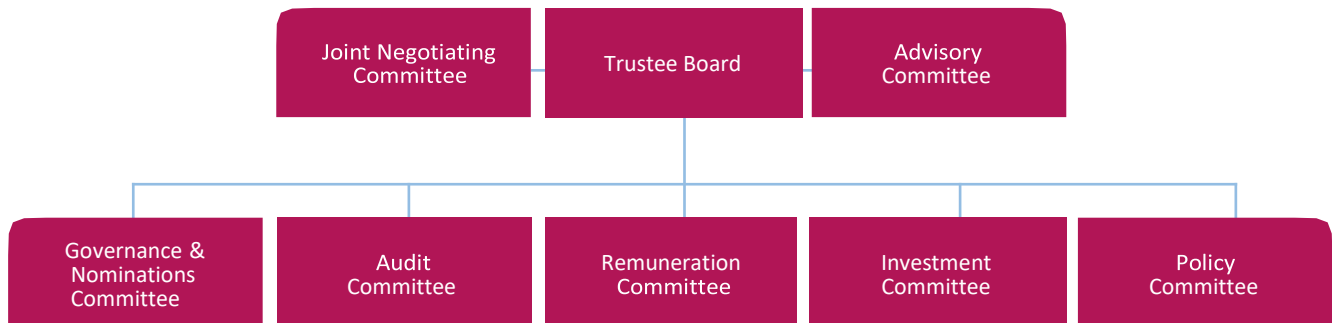 Joint Negotiating
Committee
Trustee Board
Advisory
Committee
Governance &
Nominations
Committee
Audit
Committee
Remuneration
Committee
Investment
Committee
Policy
Committee